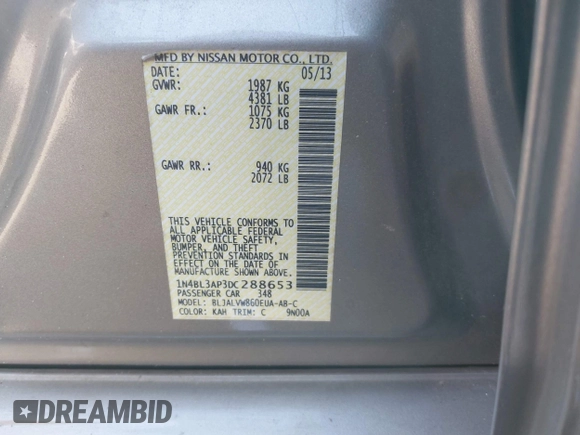 MFD BY NISSAN MOTOR CO., LTD.
DATE: 05/13
GVWR: 1987 KG
4381 LB
GAWR FR.: 1075 KG
2370 LB
GAWR RR.: 940 KG
2072 LB
THIS VEHICLE CONFORMS TO
ALL APPLICABLE FEDERAL
MOTOR VEHICLE SAFETY,
BUMPER, AND THEFT
PREVENTION STANDARDS IN
EFFECT ON THE DATE OF
MANUFACTURE SHOWN ABOVE.
1N4BL3AP3DC288653
PASSENGER CAR 348
MODEL: BLJALVW860EUA-AB-C
COLOR: KAH TRIM: C 9N00A
DREAMBID